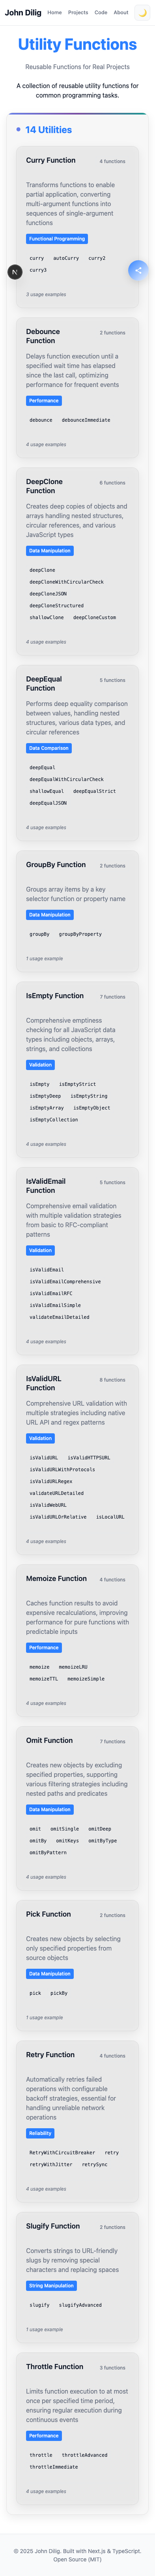 John Dilig Home Projects Code About
Utility Functions
Reusable Functions for Real Projects
A collection of reusable utility functions for
common programming tasks.
14 Utilities
Curry Function 4 functions
Transforms functions to enable
partial application, converting
multi-argument functions into
sequences of single-argument
functions
Functional Programming
curry autoCurry curry2
curry3
3 usage examples
N
Debounce
Function
2 functions
Delays function execution until a
specified wait time has elapsed
since the last call, optimizing
performance for frequent events
Performance
debounce debounceImmediate
4 usage examples
DeepClone
Function
6 functions
Creates deep copies of objects and
arrays handling nested structures,
circular references, and various
JavaScript types
Data Manipulation
deepClone
deepCloneWithCircularCheck
deepCloneJSON
deepCloneStructured
shallowClone deepCloneCustom
4 usage examples
DeepEqual
Function
5 functions
Performs deep equality comparison
between values, handling nested
structures, various data types, and
circular references
Data Comparison
deepEqual
deepEqualWithCircularCheck
shallowEqual deepEqualStrict
deepEqualJSON
4 usage examples
GroupBy Function 2 functions
Groups array items by a key
selector function or property name
Data Manipulation
groupBy groupByProperty
1 usage example
IsEmpty Function 7 functions
Comprehensive emptiness
checking for all JavaScript data
types including objects, arrays,
strings, and collections
Validation
isEmpty isEmptyStrict
isEmptyDeep isEmptyString
isEmptyArray isEmptyObject
isEmptyCollection
4 usage examples
IsValidEmail
Function
5 functions
Comprehensive email validation
with multiple validation strategies
from basic to RFC-compliant
patterns
Validation
isValidEmail
isValidEmailComprehensive
isValidEmailRFC
isValidEmailSimple
validateEmailDetailed
4 usage examples
IsValidURL
Function
8 functions
Comprehensive URL validation with
multiple strategies including native
URL API and regex patterns
Validation
isValidURL isValidHTTPSURL
isValidURLWithProtocols
isValidURLRegex
validateURLDetailed
isValidWebURL
isValidURLOrRelative isLocalURL
4 usage examples
Memoize Function 4 functions
Caches function results to avoid
expensive recalculations, improving
performance for pure functions with
predictable inputs
Performance
memoize memoizeLRU
memoizeTTL memoizeSimple
4 usage examples
Omit Function 7 functions
Creates new objects by excluding
specified properties, supporting
various filtering strategies including
nested paths and predicates
Data Manipulation
omit omitSingle omitDeep
omitBy omitKeys omitByType
omitByPattern
4 usage examples
Pick Function 2 functions
Creates new objects by selecting
only specified properties from
source objects
Data Manipulation
pick pickBy
1 usage example
Retry Function 4 functions
Automatically retries failed
operations with configurable
backoff strategies, essential for
handling unreliable network
operations
Reliability
RetryWithCircuitBreaker retry
retryWithJitter retrySync
4 usage examples
Slugify Function 2 functions
Converts strings to URL-friendly
slugs by removing special
characters and replacing spaces
String Manipulation
slugify slugifyAdvanced
1 usage example
Throttle Function 3 functions
Limits function execution to at most
once per specified time period,
ensuring regular execution during
continuous events
Performance
throttle throttleAdvanced
throttleImmediate
4 usage examples
© 2025 John Dilig. Built with Next.js & TypeScript.
Open Source (MIT)